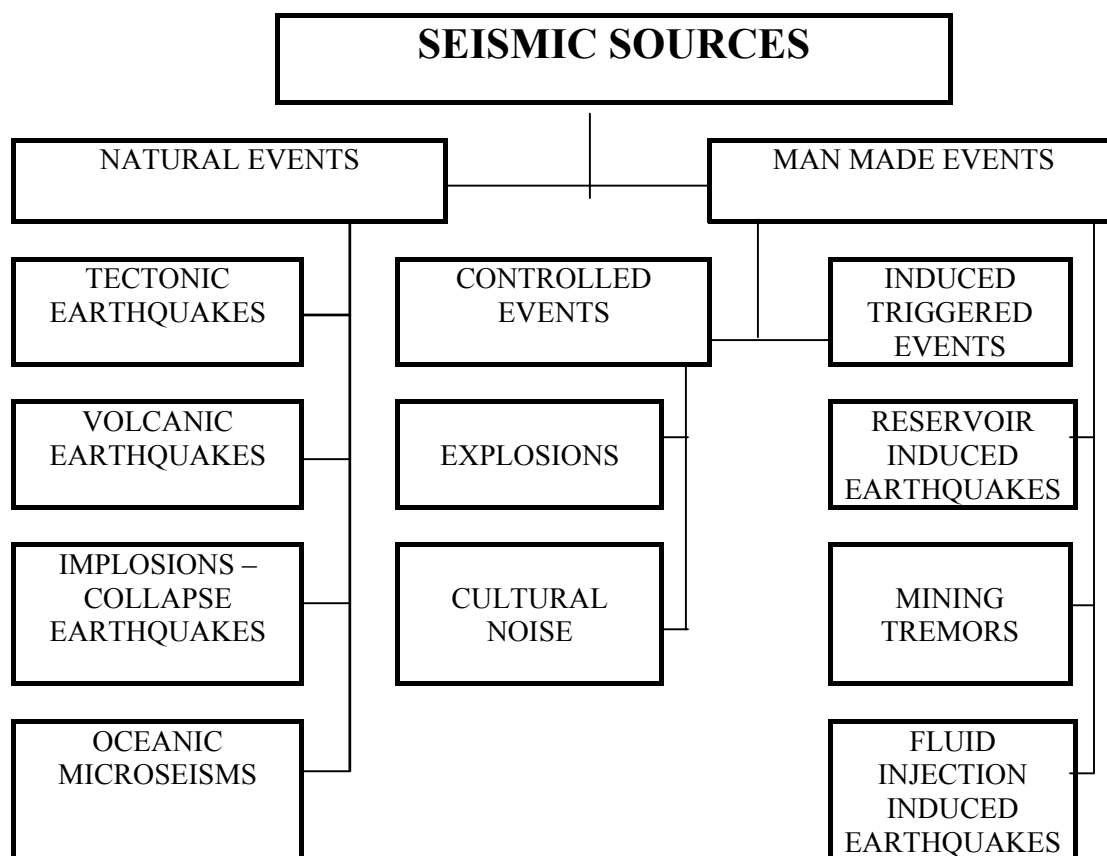 SEISMIC SOURCES
NATURAL EVENTS
MAN MADE EVENTS
TECTONIC
EARTHQUAKES
VOLCANIC
EARTHQUAKES
IMPLOSIONS –
COLLAPSE
EARTHQUAKES
OCEANIC
MICROSEISMS
CONTROLLED
EVENTS
EXPLOSIONS
CULTURAL
NOISE
INDUCED
TRIGGERED
EVENTS
RESERVOIR
INDUCED
EARTHQUAKES
MINING
TREMORS
FLUID
INJECTION
INDUCED
EARTHQUAKES